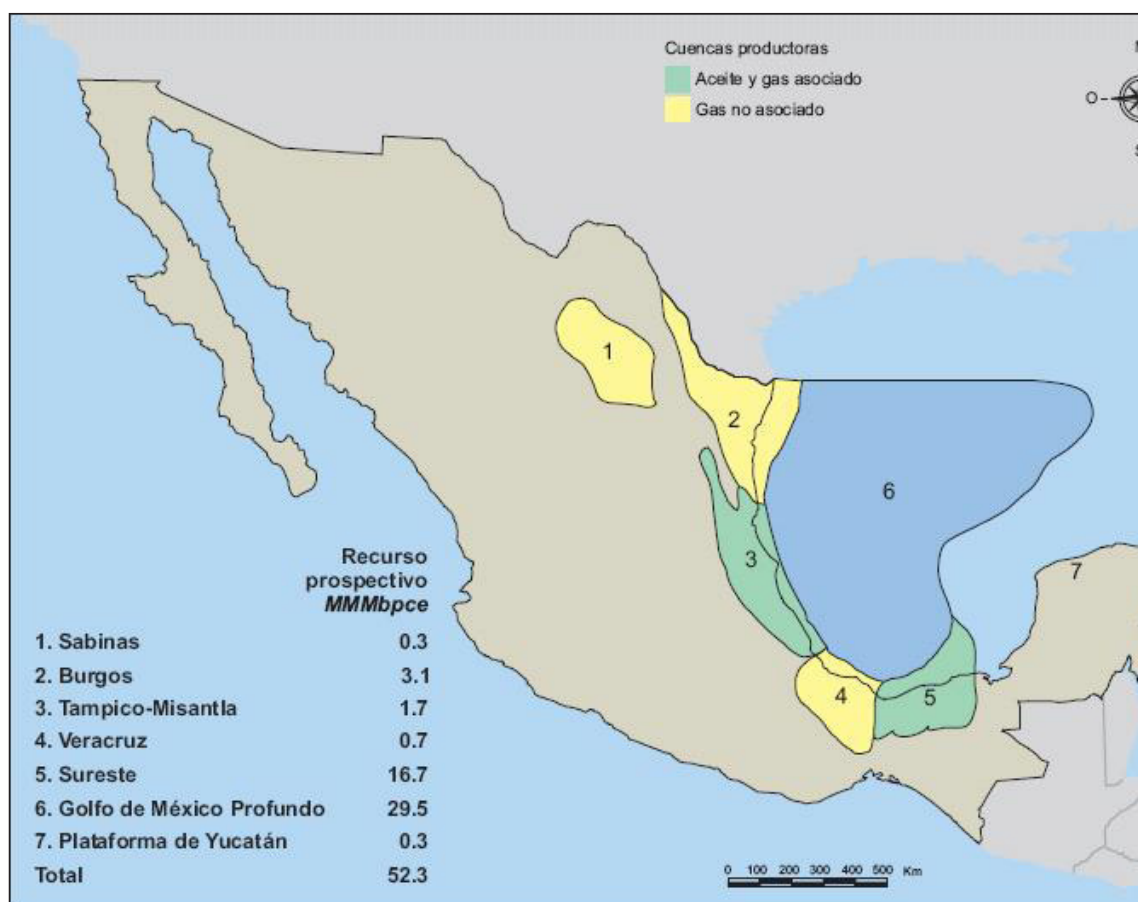 Cuencas productoras
Aceite y gas asociado
Gas no asociado
O
1
2
3
4
5
6
7
Recurso
prospectivo
MMMbpce
1. Sabinas 0.3
2. Burgos 3.1
3. Tampico-Misantla 1.7
4. Veracruz 0.7
5. Sureste 16.7
6. Golfo de México Profundo 29.5
7. Plataforma de Yucatán 0.3
Total 52.3
0 100 200 300 400 500 Km